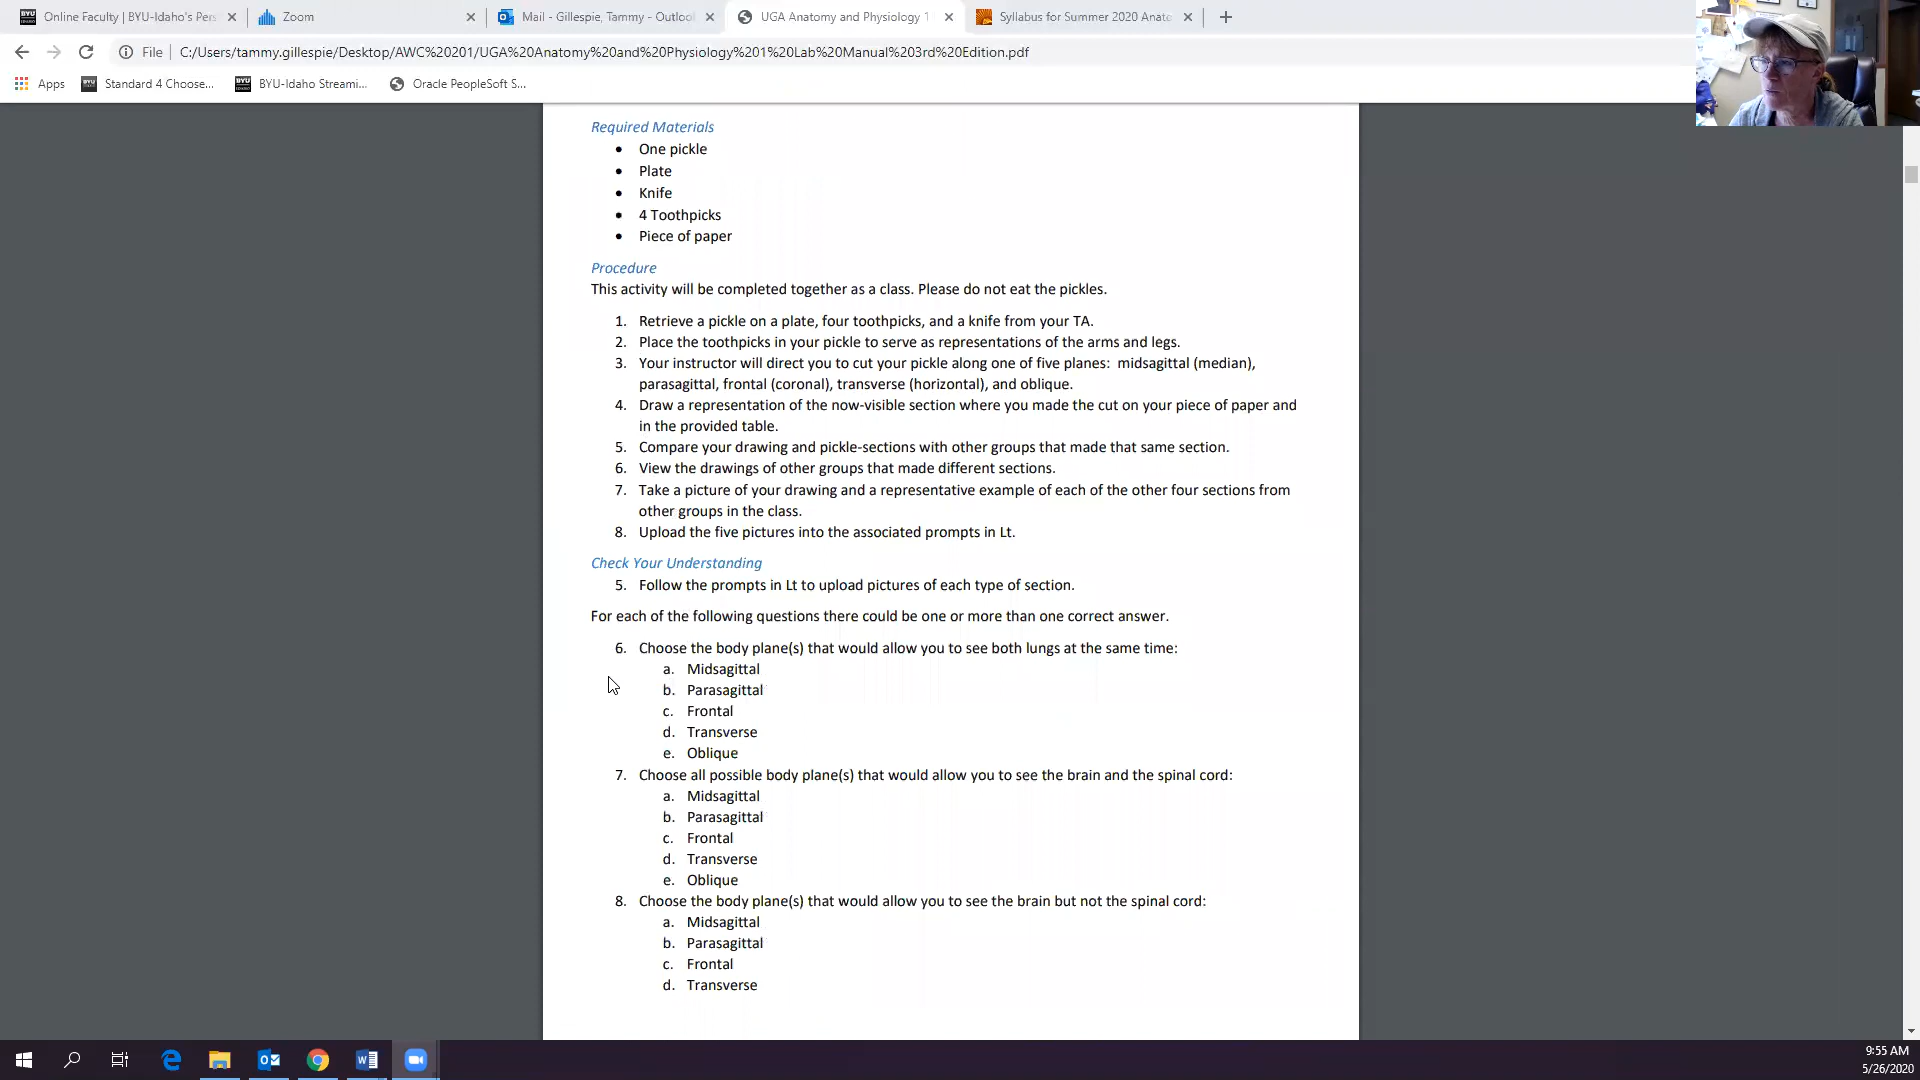 Online Faculty | BYU-Idaho's Pers
Zoom
Mail - Gillespie, Tammy - Outlook
UGA Anatomy and Physiology 1
Syllabus for Summer 2020 Anato
File
C:/Users/tammy.gillespie/Desktop/AWC%20201/UGA%20Anatomy%20and%20Physiology%201%20Lab%20Manual%203rd%20Edition.pdf
Apps
Standard 4 Choose...
BYU-Idaho Streami...
Oracle PeopleSoft S...
Required Materials
• One pickle
• Plate
• Knife
• 4 Toothpicks
• Piece of paper
Procedure
This activity will be completed together as a class. Please do not eat the pickles.
1. Retrieve a pickle on a plate, four toothpicks, and a knife from your TA.
2. Place the toothpicks in your pickle to serve as representations of the arms and legs.
3. Your instructor will direct you to cut your pickle along one of five planes: midsagittal (median),
parasagittal, frontal (coronal), transverse (horizontal), and oblique.
4. Draw a representation of the now-visible section where you made the cut on your piece of paper and
in the provided table.
5. Compare your drawing and pickle-sections with other groups that made that same section.
6. View the drawings of other groups that made different sections.
7. Take a picture of your drawing and a representative example of each of the other four sections from
other groups in the class.
8. Upload the five pictures into the associated prompts in Lt.
Check Your Understanding
5. Follow the prompts in Lt to upload pictures of each type of section.
For each of the following questions there could be one or more than one correct answer.
6. Choose the body plane(s) that would allow you to see both lungs at the same time:
a. Midsagittal
b. Parasagittal
c. Frontal
d. Transverse
e. Oblique
7. Choose all possible body plane(s) that would allow you to see the brain and the spinal cord:
a. Midsagittal
b. Parasagittal
c. Frontal
d. Transverse
e. Oblique
8. Choose the body plane(s) that would allow you to see the brain but not the spinal cord:
a. Midsagittal
b. Parasagittal
c. Frontal
d. Transverse
9:55 AM
5/26/2020